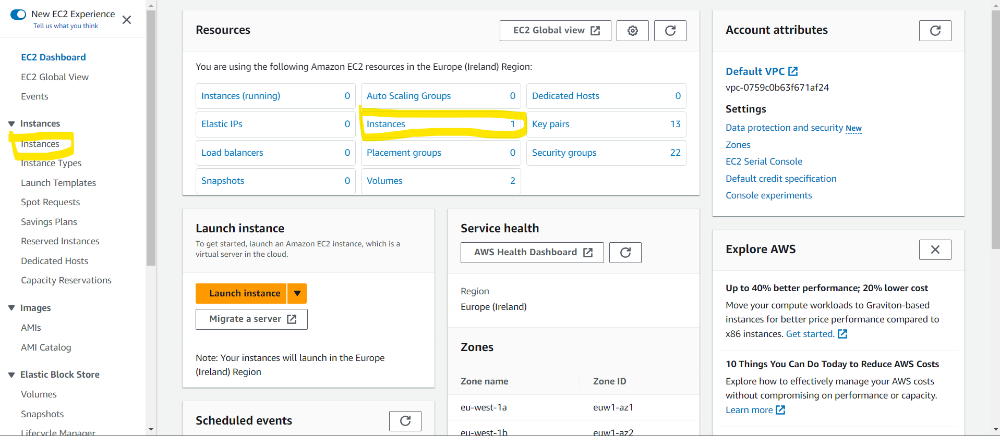 New EC2 Experience
Tell us what you think
EC2 Dashboard
EC2 Global View
Events
Instances
Instances
Instance Types
Launch Templates
Spot Requests
Savings Plans
Reserved Instances
Dedicated Hosts
Capacity Reservations
Images
AMIs
AMI Catalog
Elastic Block Store
Volumes
Snapshots
Lifecycle Manager
Resources
EC2 Global view
You are using the following Amazon EC2 resources in the Europe (Ireland) Region:
Instances (running) 0
Auto Scaling Groups 0
Dedicated Hosts 0
Elastic IPs 0
Instances 1
Key pairs 13
Load balancers 0
Placement groups 0
Security groups 22
Snapshots 0
Volumes 2
Launch instance
To get started, launch an Amazon EC2 instance, which is a
virtual server in the cloud.
Launch instance
Migrate a server
Note: Your instances will launch in the Europe
(Ireland) Region
Scheduled events
Service health
AWS Health Dashboard
Region
Europe (Ireland)
Zones
Zone name Zone ID
eu-west-1a euw1-az1
eu-west-1b euw1-az2
Account attributes
Default VPC
vpc-0759c0b63f671af24
Settings
Data protection and security New
Zones
EC2 Serial Console
Default credit specification
Console experiments
Explore AWS
Up to 40% better performance; 20% lower cost
Move your compute workloads to Graviton-based
instances for better price performance compared to
x86 instances. Get started.
10 Things You Can Do Today to Reduce AWS Costs
Explore how to effectively manage your AWS costs
without compromising on performance or capacity.
Learn more